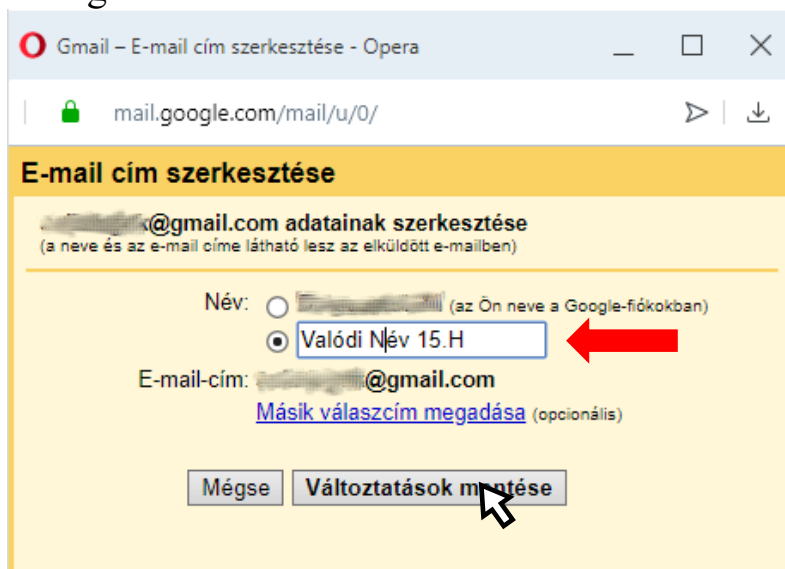 Gmail – E-mail cím szerkesztése - Opera
mail.google.com/mail/u/0/
E-mail cím szerkesztése
@gmail.com adatainak szerkesztése
(a neve és az e-mail címe látható lesz az elküldött e-mailben)
Név: (az Ön neve a Google-fiókokban)
Valódi Név 15.H
E-mail-cím: @gmail.com
Másik válaszcím megadása (opcionális)
Mégse Változtatások mentése